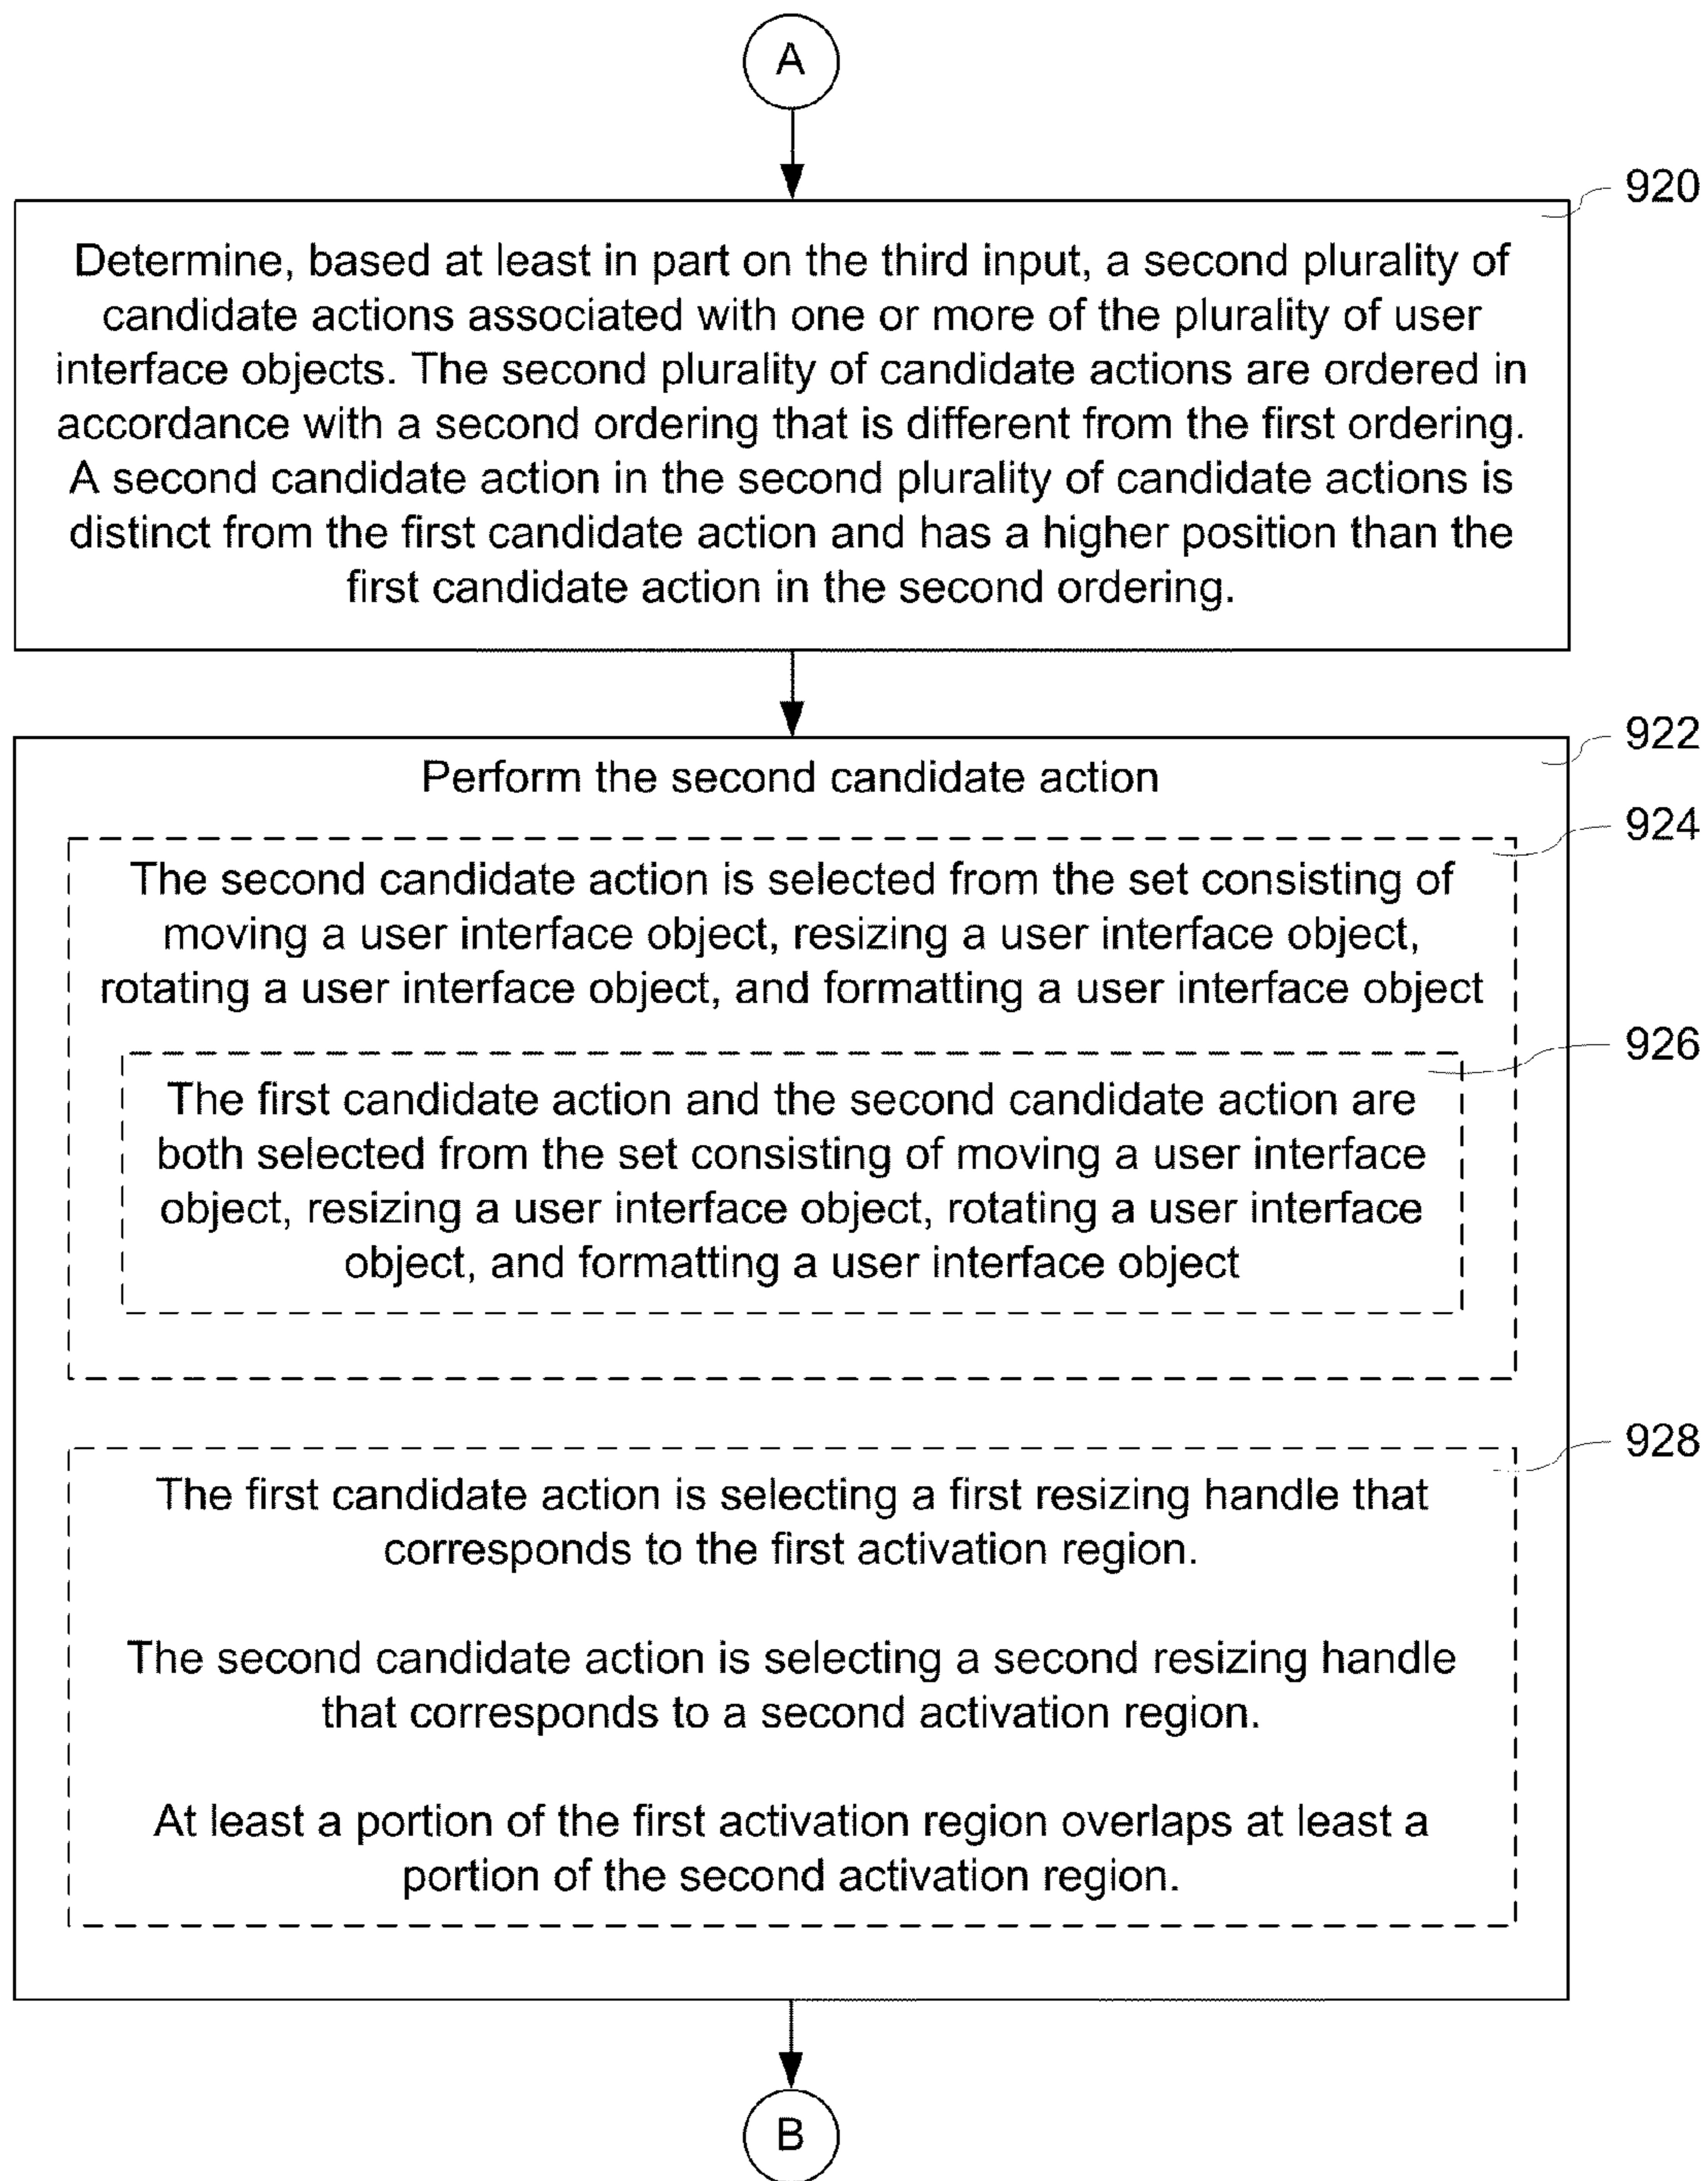 A
920
Determine, based at least in part on the third input, a second plurality of
candidate actions associated with one or more of the plurality of user
interface objects. The second plurality of candidate actions are ordered in
accordance with a second ordering that is different from the first ordering.
A second candidate action in the second plurality of candidate actions is
distinct from the first candidate action and has a higher position than the
first candidate action in the second ordering.
922
Perform the second candidate action
924
The second candidate action is selected from the set consisting of
moving a user interface object, resizing a user interface object,
rotating a user interface object, and formatting a user interface object
926
The first candidate action and the second candidate action are
both selected from the set consisting of moving a user interface
object, resizing a user interface object, rotating a user interface
object, and formatting a user interface object
928
The first candidate action is selecting a first resizing handle that
corresponds to the first activation region.
The second candidate action is selecting a second resizing handle
that corresponds to a second activation region.
At least a portion of the first activation region overlaps at least a
portion of the second activation region.
B